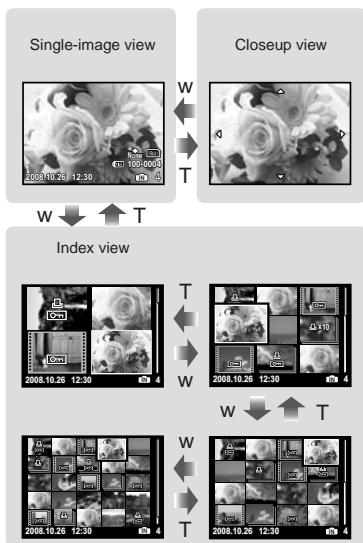 Single-image view
Closeup view
W
T
NORM
100-0004
2008.10.26 12:30 IN 4
W T
Index view
T
W
2008.10.26 12:30 IN 4
×10
2008.10.26 12:30 IN 4
W T
W
T
2008.10.26 12:30 IN 4
2008.10.26 12:30 IN 4